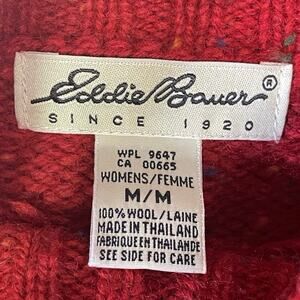 Eddie Bauer ®
SINCE 1920
WPL 9647
CA 00665
WOMENS/FEMME
M/M
100% WOOL/LAINE
MADE IN THAILAND
FABRIQUE EN THAILANDE
SEE SIDE FOR CARE